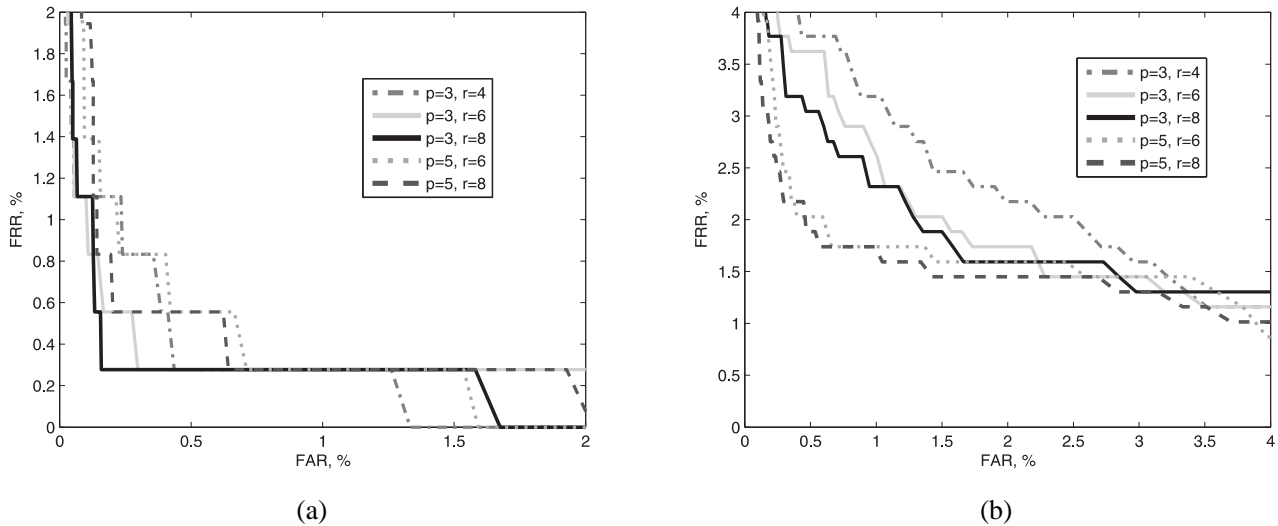 2
1.8
1.6
1.4
1.2
1
0.8
0.6
0.4
0.2
0
FRR, %
p=3, r=4
p=3, r=6
p=3, r=8
p=5, r=6
p=5, r=8
0 0.5 1 1.5 2
FAR, %
(a)
4
3.5
3
2.5
2
1.5
1
0.5
0
FRR, %
p=3, r=4
p=3, r=6
p=3, r=8
p=5, r=6
p=5, r=8
0 0.5 1 1.5 2 2.5 3 3.5 4
FAR, %
(b)